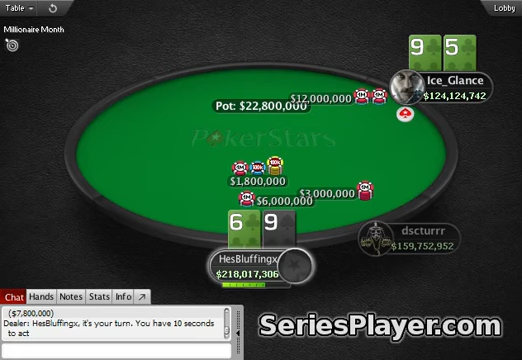 Table
Lobby
Millionaire Month
9 5
Ice_Glance
$124,124,742
$12,000,000
Pot: $22,800,000
PokerStars
$1,800,000
$3,000,000
$6,000,000
6 9
dscturrr
$159,752,952
HesBluffingx
$218,017,306
Chat Hands Notes Stats Info
($7,800,000)
Dealer: HesBluffingx, it's your turn. You have 10 seconds
to act
SeriesPlayer.com